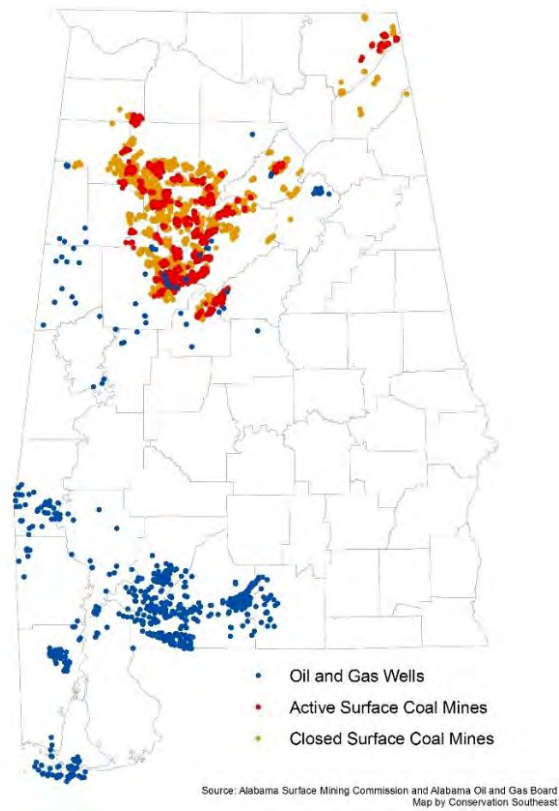 Oil and Gas Wells
Active Surface Coal Mines
Closed Surface Coal Mines
Source: Alabama Surface Mining Commission and Alabama Oil and Gas Board
Map by Conservation Southeast